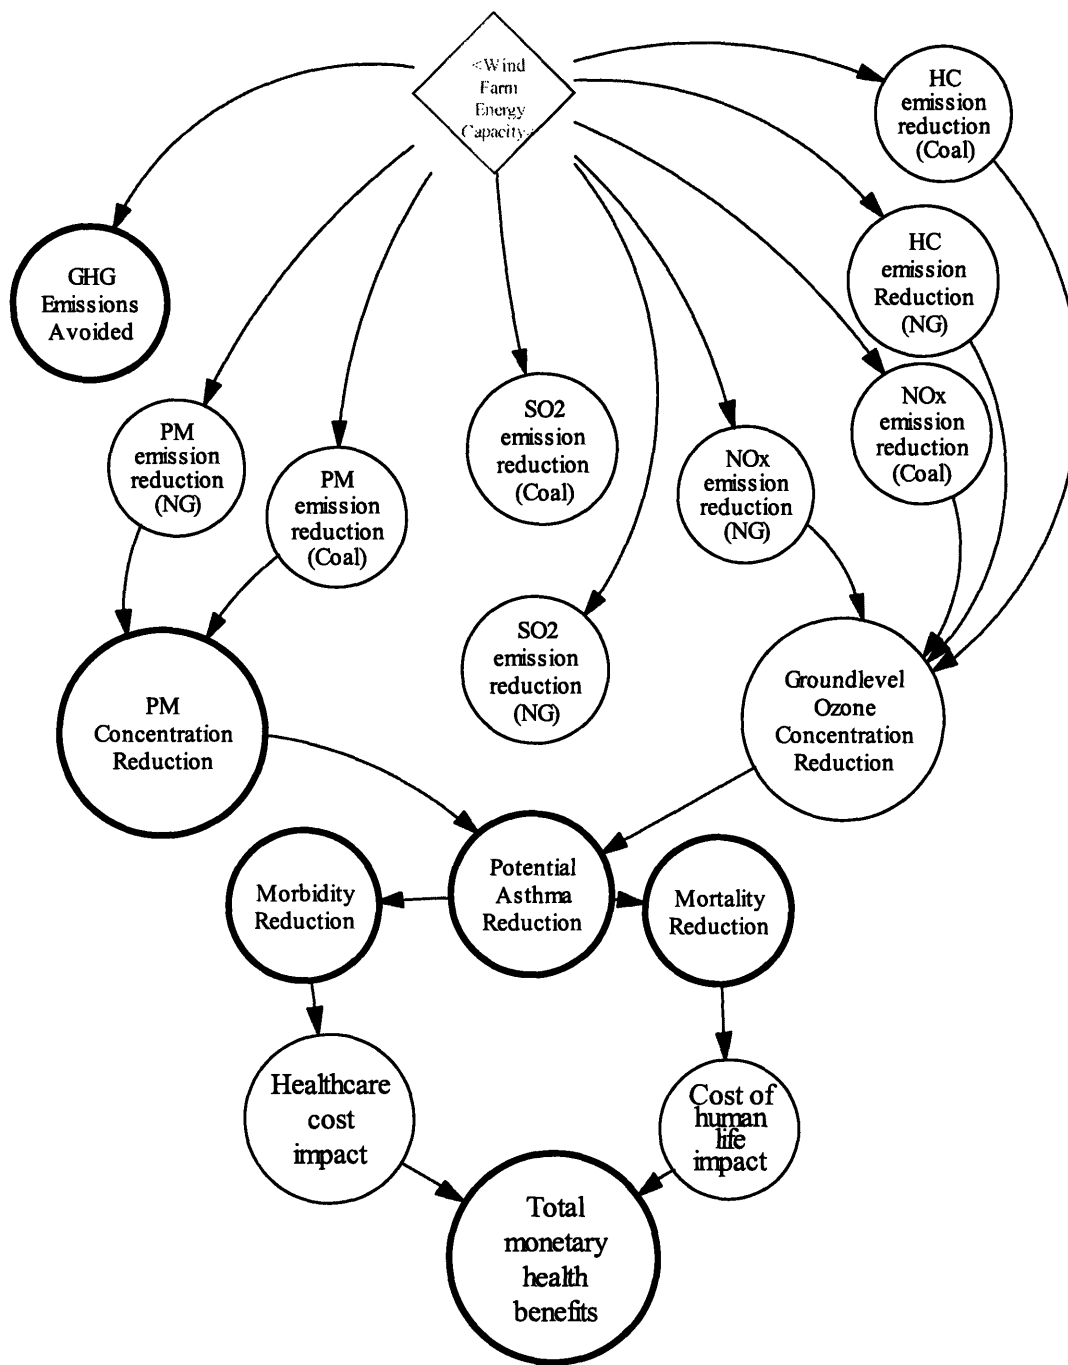 <Wind
Farm
Energy
Capacity>
HC
emission
reduction
(Coal)
GHG
Emissions
Avoided
HC
emission
Reduction
(NG)
PM
emission
reduction
(NG)
PM
emission
reduction
(Coal)
SO2
emission
reduction
(Coal)
NOx
emission
reduction
(NG)
NOx
emission
reduction
(Coal)
SO2
emission
reduction
(NG)
PM
Concentration
Reduction
Groundlevel
Ozone
Concentration
Reduction
Morbidity
Reduction
Potential
Asthma
Reduction
Mortality
Reduction
Healthcare
cost
impact
Cost of
human
life
impact
Total
monetary
health
benefits